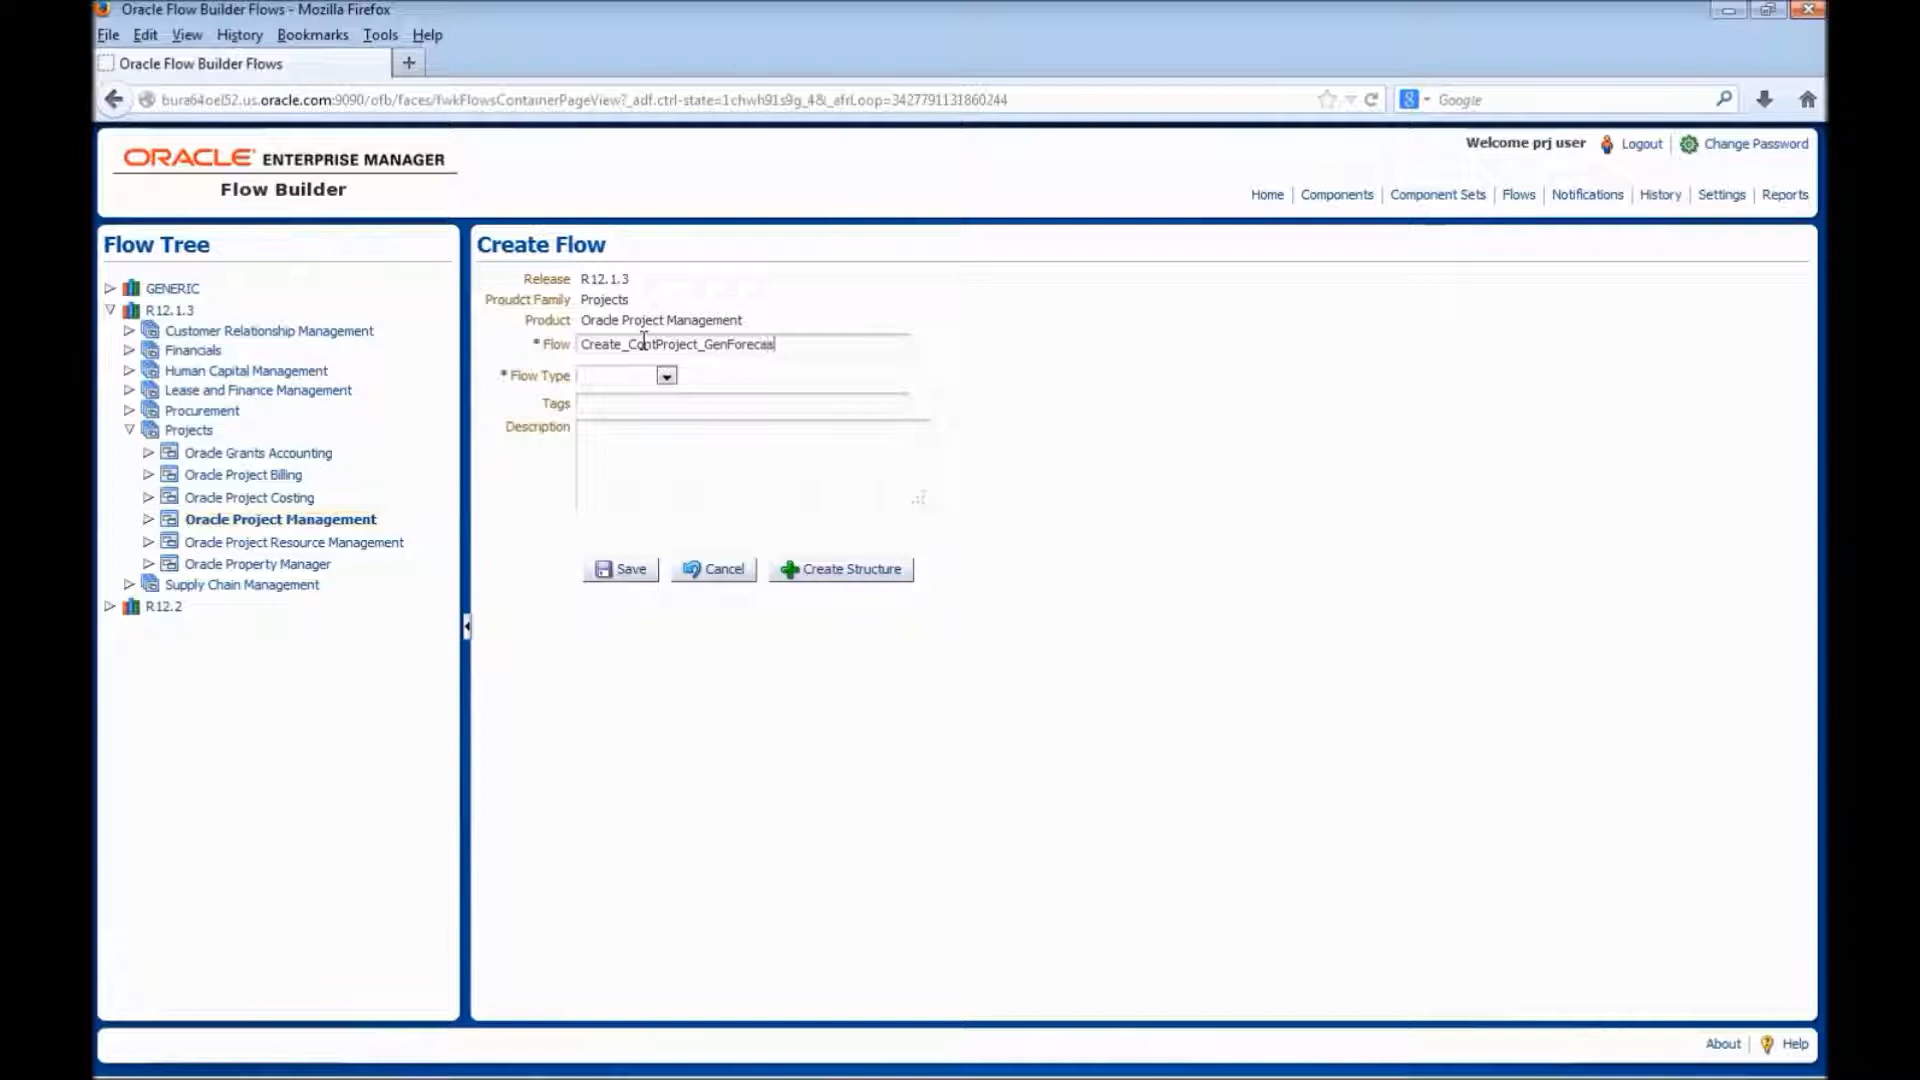 Oracle Flow Builder Flows - Mozilla Firefox
File Edit View History Bookmarks Tools Help
Oracle Flow Builder Flows
bura64oel52.us.oracle.com:9090/ofb/faces/fwkFlowsContainerPageView?_adf.ctrl-state=1chwh91s9g_4&_afrLoop=3427791131860244
Google
ORACLE ENTERPRISE MANAGER
Flow Builder
Welcome prj user Logout Change Password
Home Components Component Sets Flows Notifications History Settings Reports
Flow Tree
GENERIC
R12.1.3
Customer Relationship Management
Financials
Human Capital Management
Lease and Finance Management
Procurement
Projects
Oracle Grants Accounting
Oracle Project Billing
Oracle Project Costing
Oracle Project Management
Oracle Project Resource Management
Oracle Property Manager
Supply Chain Management
R12.2
Create Flow
Release R12.1.3
Proudct Family Projects
Product Oracle Project Management
* Flow Create_ContProject_GenForecas
* Flow Type
Tags
Description
Save Cancel Create Structure
About Help